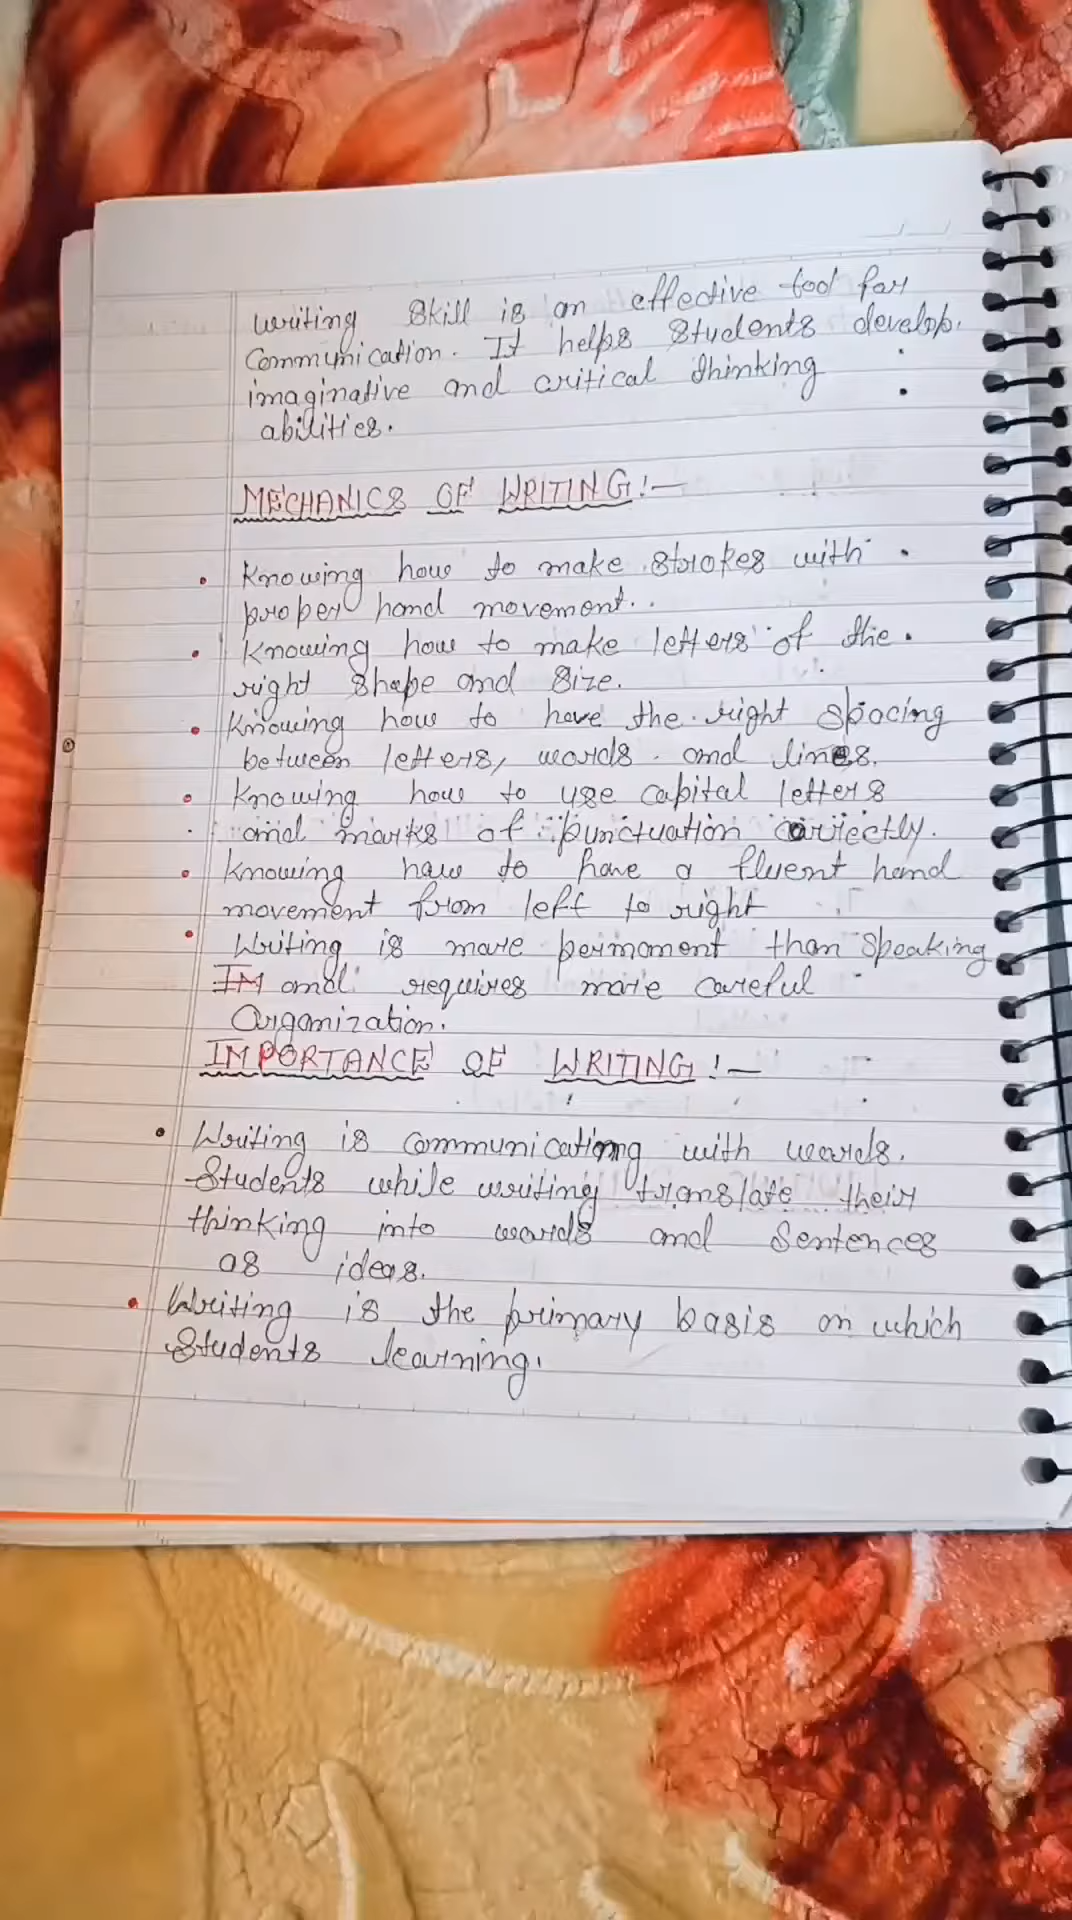 writing skill is an effective tool for
Communication. It helps students develop.
imaginative and critical thinking
abilities.
MECHANICS OF WRITING:-
• Knowing how to make strokes with
proper hand movement.
• Knowing how to make letters of the
right shape and size.
• Knowing how to have the right spacing
between letters, words and lines.
• Knowing how to use capital letters
and marks of punctuation correctly.
• Knowing how to have a fluent hand
movement from left to right
• Writing is more permanent than speaking
IM and requires more careful
Organization.
IMPORTANCE OF WRITING:-
• Writing is communicating with words.
Students while writing translate their
thinking into words and sentences
as ideas.
• Writing is the primary basis on which
students learning.